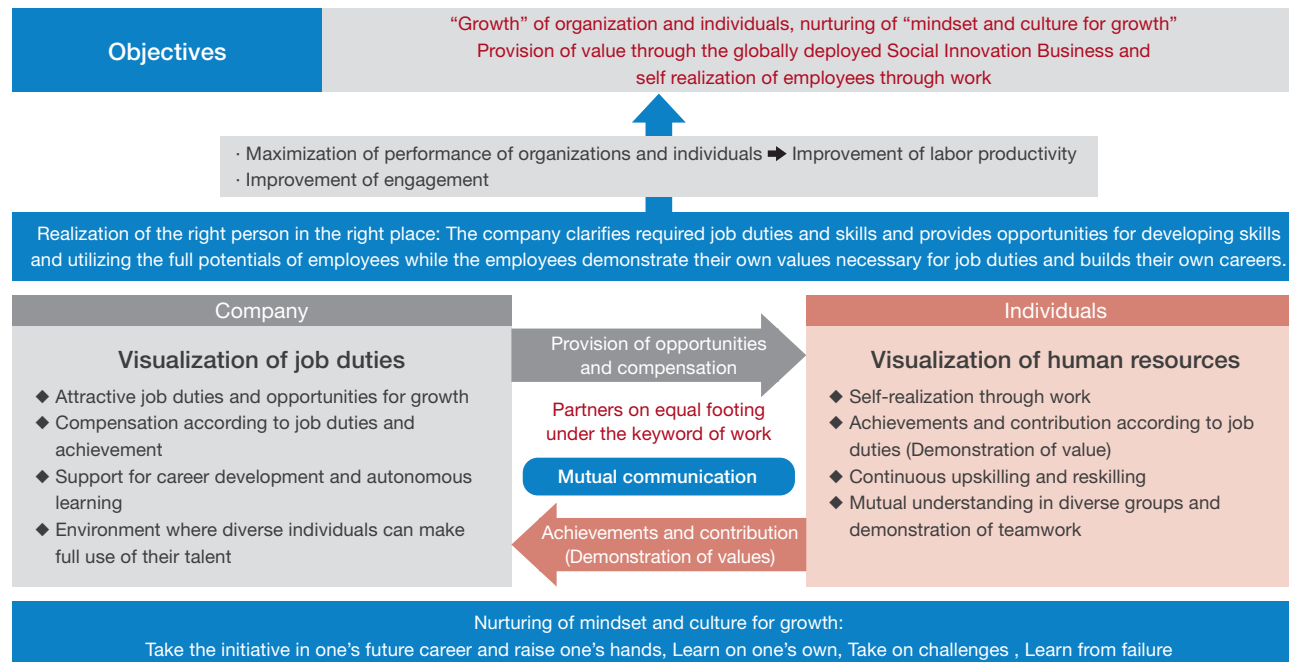 Objectives
“Growth” of organization and individuals, nurturing of “mindset and culture for growth”
Provision of value through the globally deployed Social Innovation Business and
self realization of employees through work
· Maximization of performance of organizations and individuals ➡ Improvement of labor productivity
· Improvement of engagement
Realization of the right person in the right place: The company clarifies required job duties and skills and provides opportunities for developing skills
and utilizing the full potentials of employees while the employees demonstrate their own values necessary for job duties and builds their own careers.
Company
Visualization of job duties
◆ Attractive job duties and opportunities for growth
◆ Compensation according to job duties and
achievement
◆ Support for career development and autonomous
learning
◆ Environment where diverse individuals can make
full use of their talent
Provision of opportunities
and compensation
Partners on equal footing
under the keyword of work
Mutual communication
Achievements and contribution
(Demonstration of values)
Individuals
Visualization of human resources
◆ Self-realization through work
◆ Achievements and contribution according to job
duties (Demonstration of value)
◆ Continuous upskilling and reskilling
◆ Mutual understanding in diverse groups and
demonstration of teamwork
Nurturing of mindset and culture for growth:
Take the initiative in one’s future career and raise one’s hands, Learn on one’s own, Take on challenges , Learn from failure